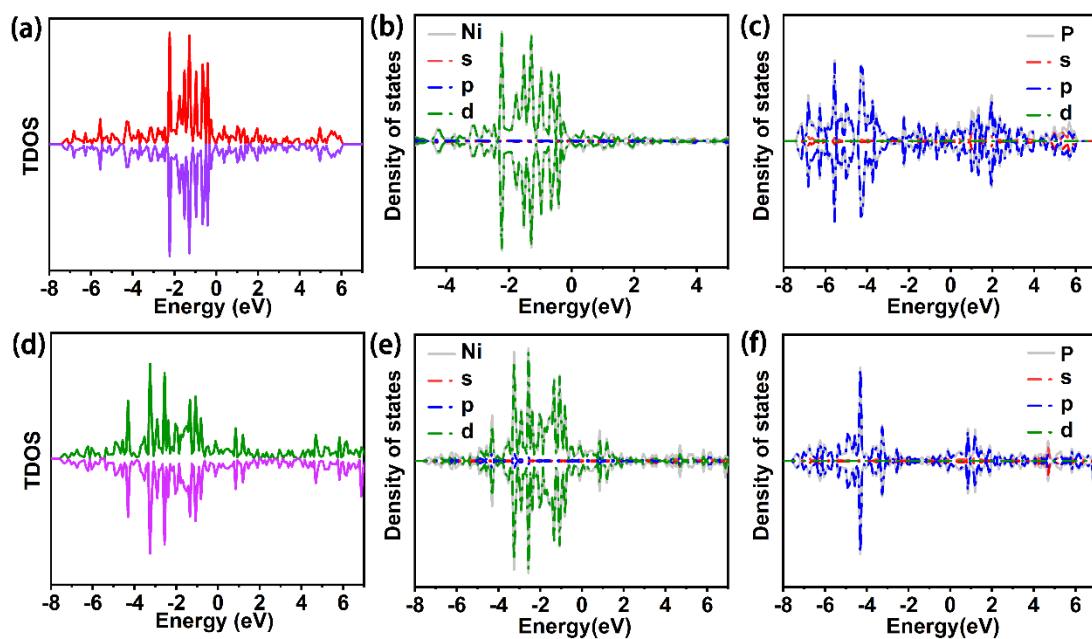 (a)
TDOS
-8 -6 -4 -2 0 2 4 6
Energy (eV)
(b)
Density of states
Ni
s
p
d
-4 -2 0 2 4
Energy(eV)
(c)
Density of states
P
s
p
d
-8 -6 -4 -2 0 2 4 6
Energy(eV)
(d)
TDOS
-8 -6 -4 -2 0 2 4 6
Energy (eV)
(e)
Density of states
Ni
s
p
d
-8 -6 -4 -2 0 2 4 6
Energy(eV)
(f)
Density of states
P
s
p
d
-8 -6 -4 -2 0 2 4 6
Energy(eV)